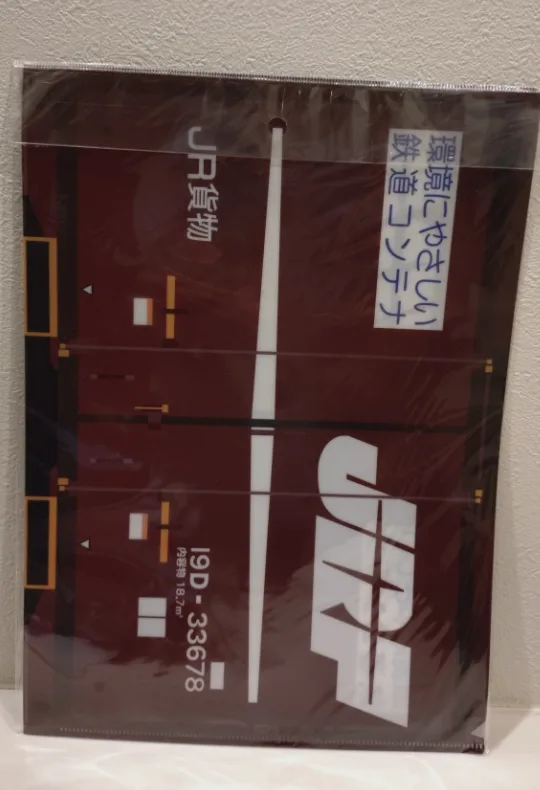 環境にやさしい
鉄道コンテナ
JRF
JR貨物
19D-33678
内容積 18.7m³